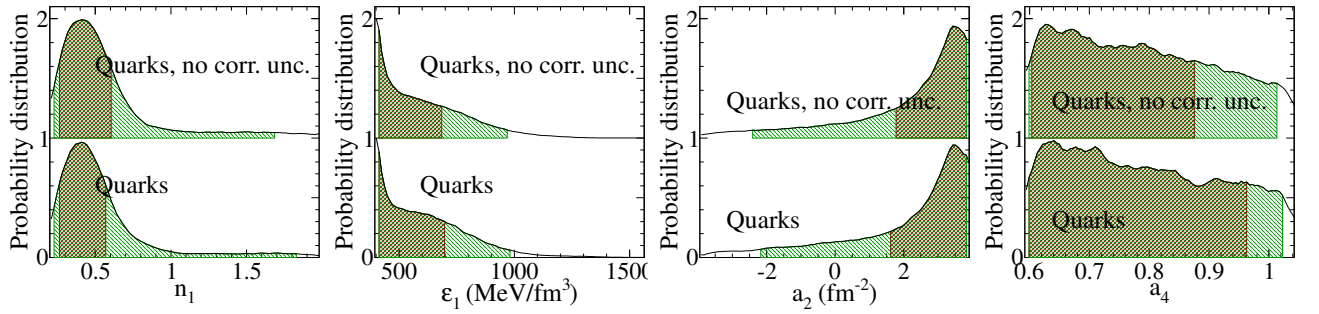 Probability distribution
2
1
0
Quarks, no corr. unc.
Quarks
0.5 1 1.5
n1
Probability distribution
2
1
0
Quarks, no corr. unc.
Quarks
500 1000 1500
ε1 (MeV/fm³)
Probability distribution
2
1
0
Quarks, no corr. unc.
Quarks
-2 0 2
a2 (fm⁻²)
Probability distribution
2
1
0
Quarks, no corr. unc.
Quarks
0.6 0.7 0.8 0.9 1
a4